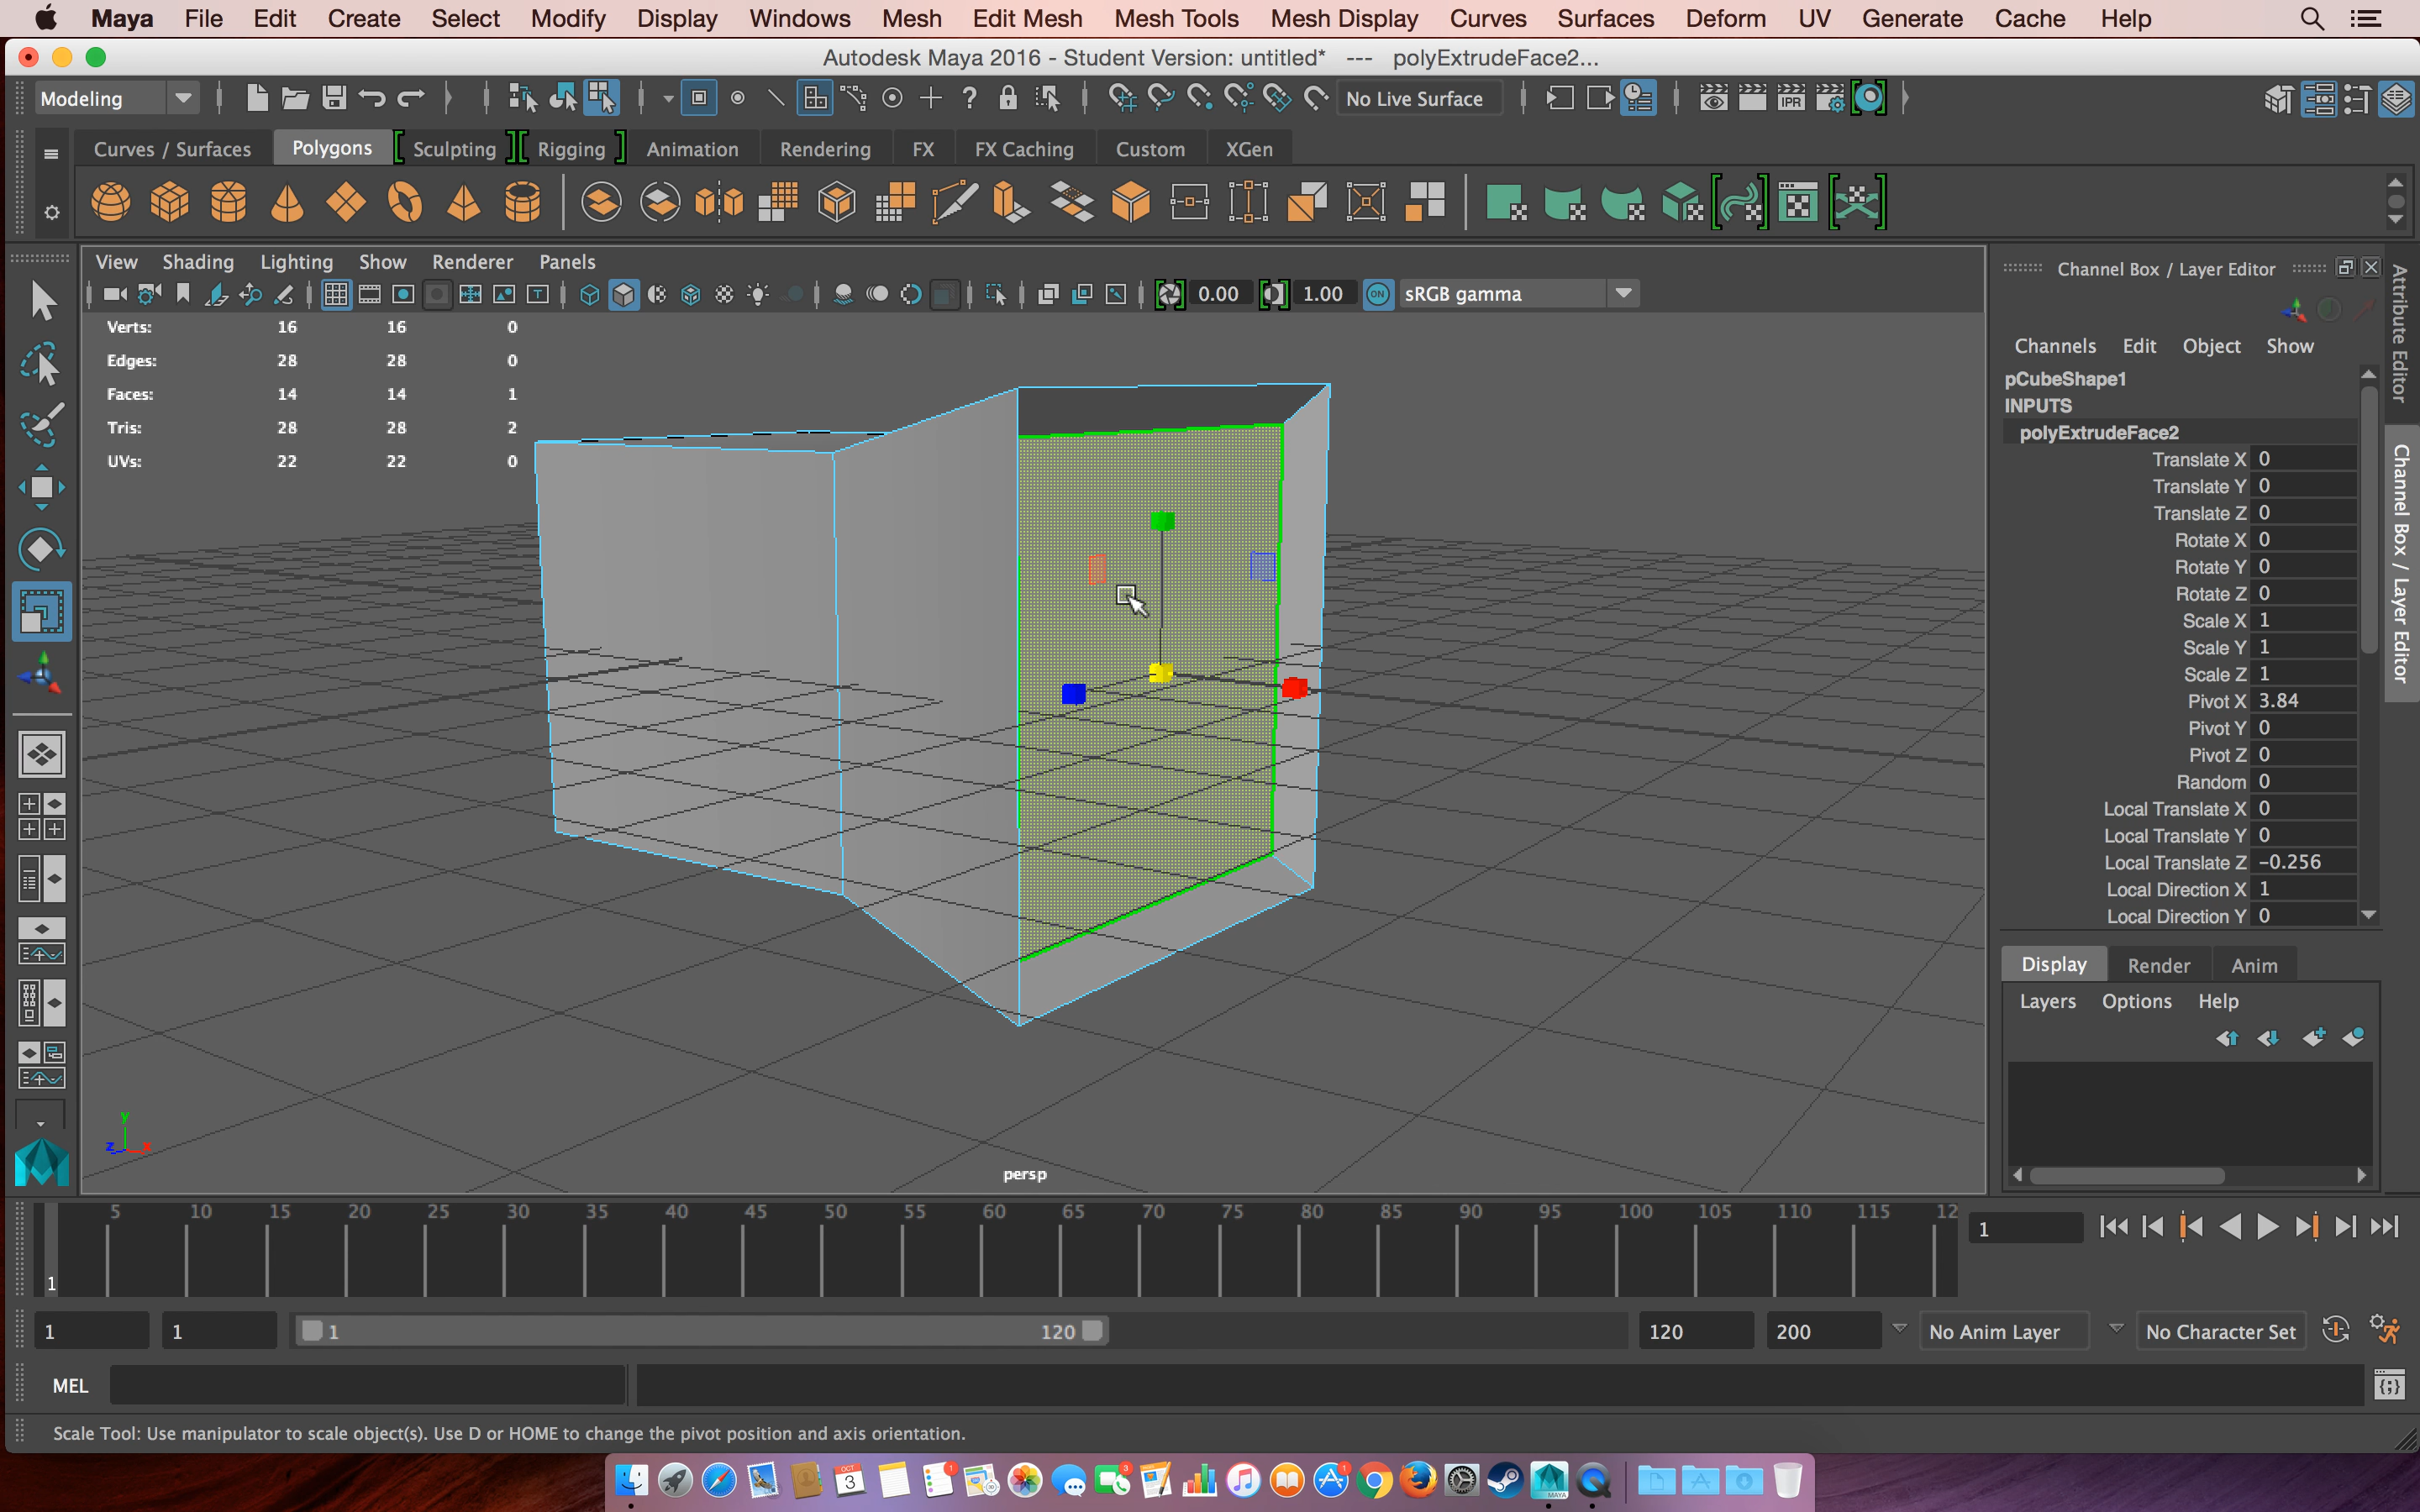 Maya File Edit Create Select Modify Display Windows Mesh Edit Mesh Mesh Tools Mesh Display Curves Surfaces Deform UV Generate Cache Help
Autodesk Maya 2016 - Student Version: untitled* --- polyExtrudeFace2...
Modeling No Live Surface IPR
Curves / Surfaces Polygons Sculpting Rigging Animation Rendering FX FX Caching Custom XGen
View Shading Lighting Show Renderer Panels
0.00 1.00 ON sRGB gamma
Verts: 16 16 0
Edges: 28 28 0
Faces: 14 14 1
Tris: 28 28 2
UVs: 22 22 0
y
z x
persp
Channel Box / Layer Editor
Channels Edit Object Show
pCubeShape1
INPUTS
polyExtrudeFace2
Translate X 0
Translate Y 0
Translate Z 0
Rotate X 0
Rotate Y 0
Rotate Z 0
Scale X 1
Scale Y 1
Scale Z 1
Pivot X 3.84
Pivot Y 0
Pivot Z 0
Random 0
Local Translate X 0
Local Translate Y 0
Local Translate Z -0.256
Local Direction X 1
Local Direction Y 0
Attribute Editor
Channel Box / Layer Editor
Display Render Anim
Layers Options Help
5 10 15 20 25 30 35 40 45 50 55 60 65 70 75 80 85 90 95 100 105 110 115 12
1
1
1 1 1 120 120 200 No Anim Layer No Character Set
MEL
Scale Tool: Use manipulator to scale object(s). Use D or HOME to change the pivot position and axis orientation.
OCT
3
1
3
1
MAYA